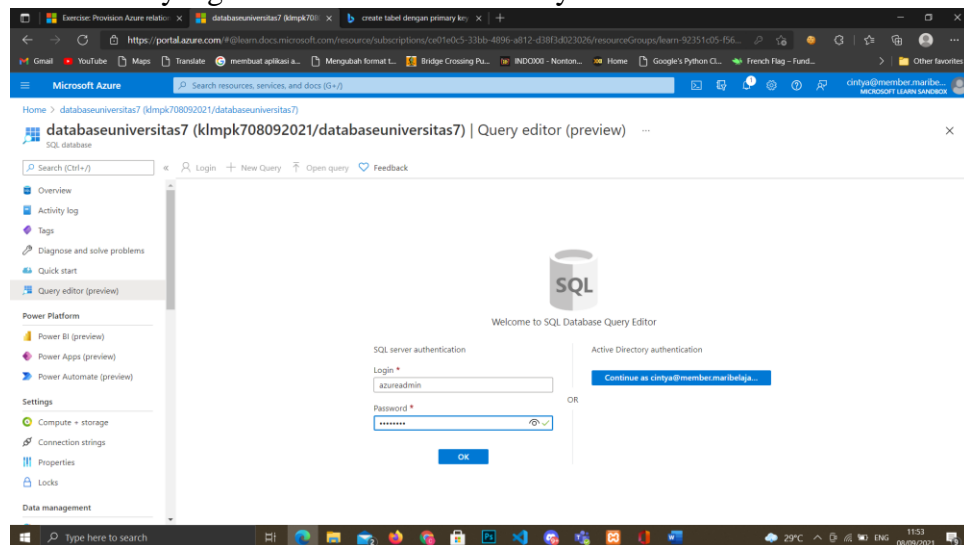 Exercise: Provision Azure relatio
databaseuniversitas7 (klmpk708
create tabel dengan primary key
https://portal.azure.com/#@learn.docs.microsoft.com/resource/subscriptions/ce01e0c5-33bb-4896-a812-d38f3d023026/resourceGroups/learn-92351c05-f56...
Gmail YouTube Maps Translate membuat aplikasi a... Mengubah format t... Bridge Crossing Pu... INDOXXI - Nonton... Home Google's Python Cl... French Flag – Fund... Other favorites
Microsoft Azure
Search resources, services, and docs (G+/)
cintya@member.maribe...
MICROSOFT LEARN SANDBOX
Home > databaseuniversitas7 (klmpk708092021/databaseuniversitas7)
databaseuniversitas7 (klmpk708092021/databaseuniversitas7) | Query editor (preview) ...
SQL database
Search (Ctrl+/)
Login New Query Open query Feedback
Overview
Activity log
Tags
Diagnose and solve problems
Quick start
Query editor (preview)
Power Platform
Power BI (preview)
Power Apps (preview)
Power Automate (preview)
Settings
Compute + storage
Connection strings
Properties
Locks
Data management
SQL
Welcome to SQL Database Query Editor
SQL server authentication
Login *
azureadmin
Password *
••••••••
OK
OR
Active Directory authentication
Continue as cintya@member.maribelaja...
Type here to search
29°C
ENG
11:53
08/09/2021